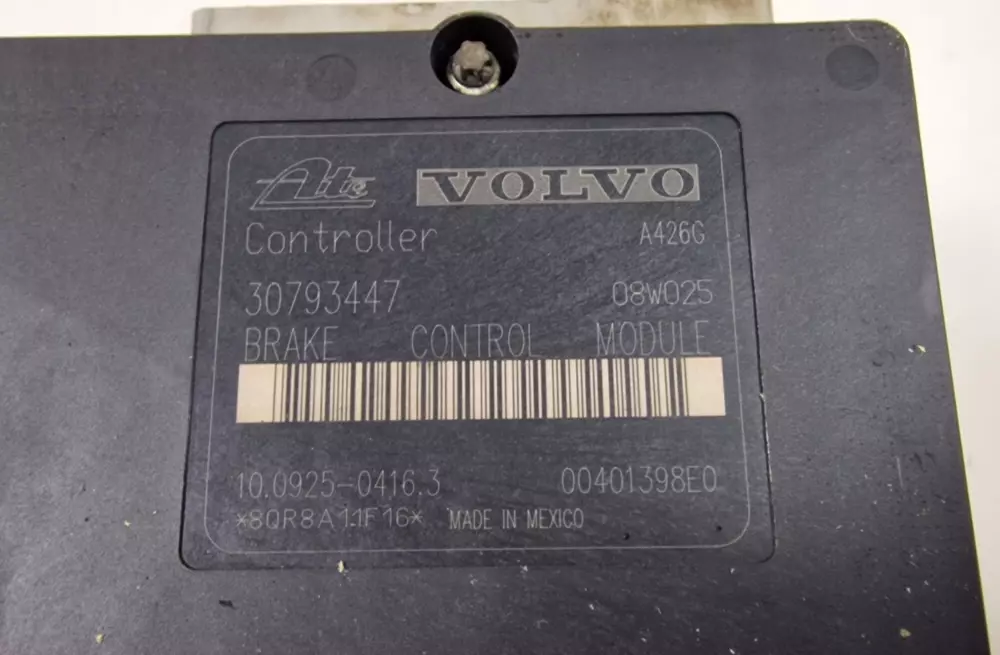 Ate VOLVO
Controller A426G
30793447 08W025
BRAKE CONTROL MODULE
10.0925-0416.3 00401398E0
*8QR8A11F16* MADE IN MEXICO